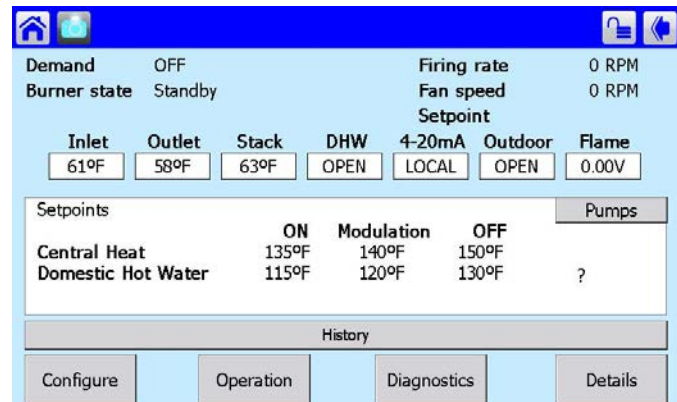 Demand OFF Firing rate 0 RPM
Burner state Standby Fan speed 0 RPM
Setpoint
Inlet Outlet Stack DHW 4-20mA Outdoor Flame
61ºF 58ºF 63ºF OPEN LOCAL OPEN 0.00V
Setpoints Pumps
ON Modulation OFF
Central Heat 135ºF 140ºF 150ºF
Domestic Hot Water 115ºF 120ºF 130ºF ?
History
Configure Operation Diagnostics Details